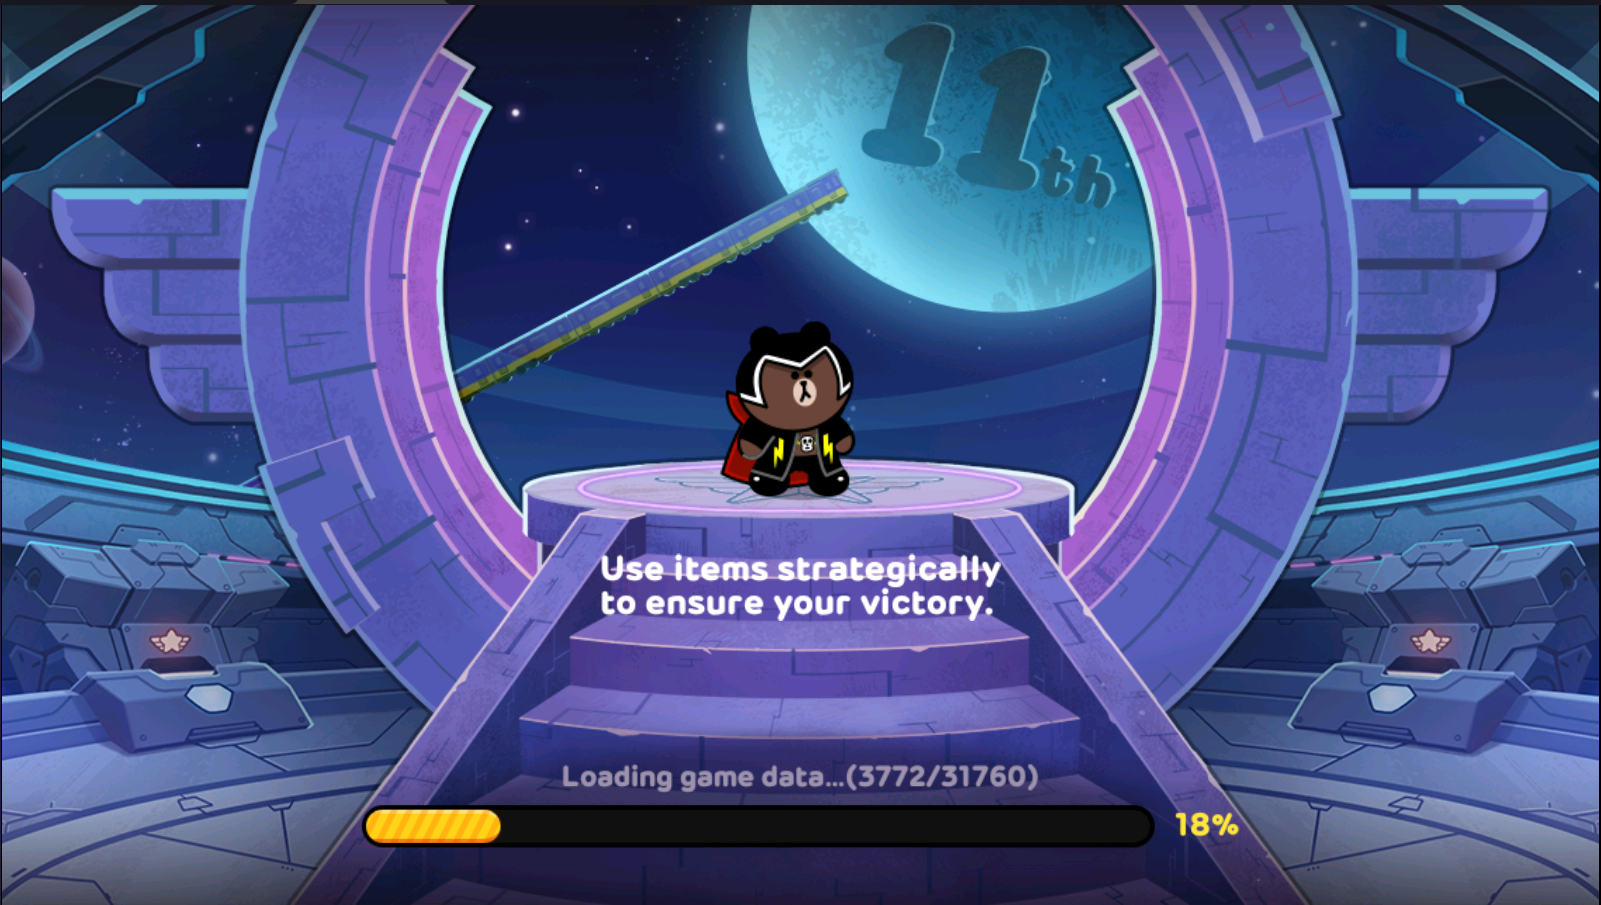 11th
Use items strategically
to ensure your victory.
Loading game data...(3772/31760)
18%